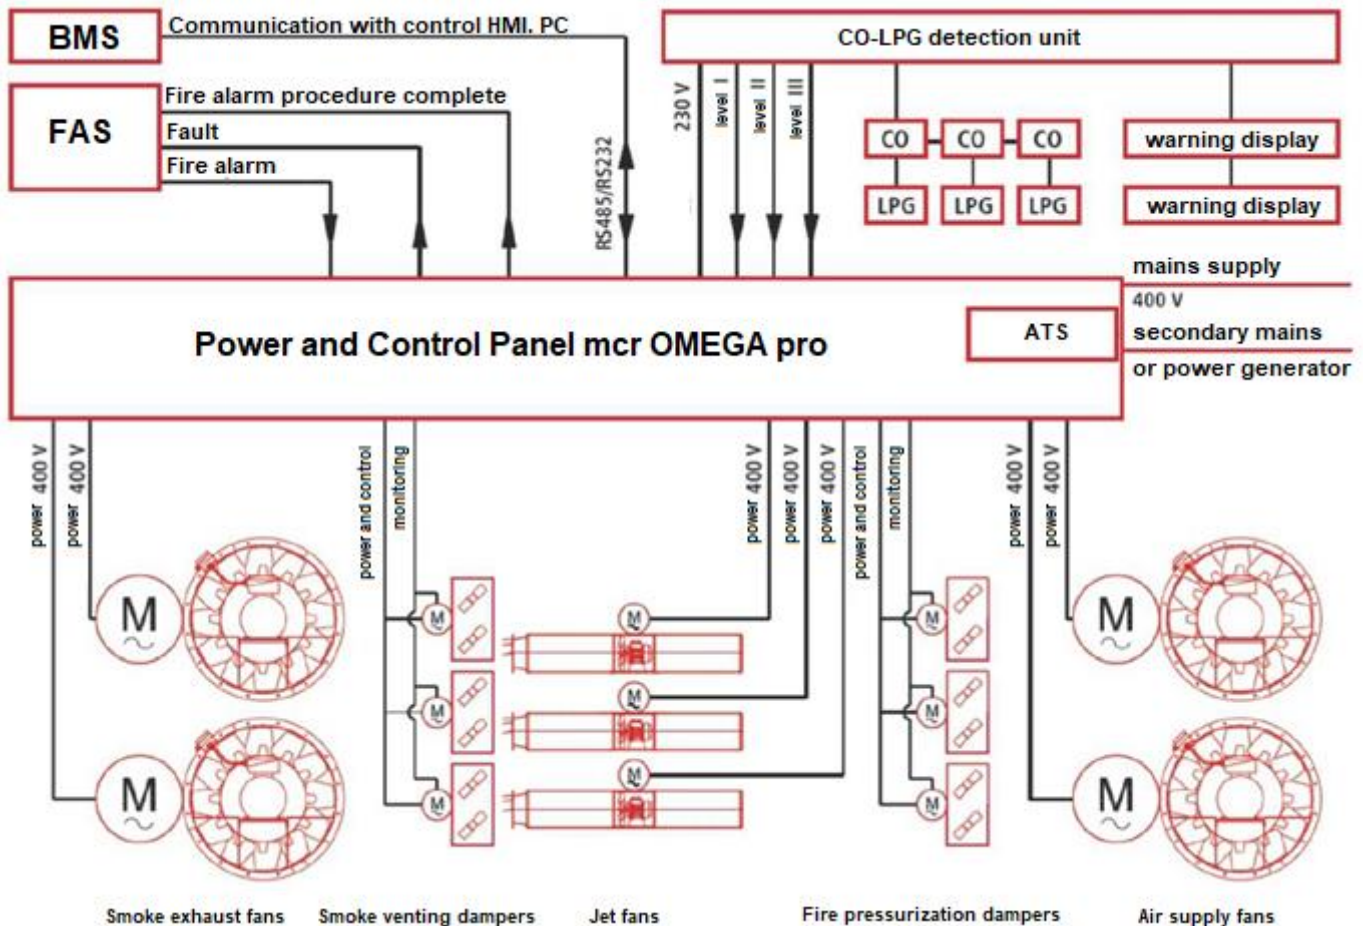 BMS
Communication with control HMI. PC
CO-LPG detection unit
FAS
Fire alarm procedure complete
Fault
Fire alarm
RS485/RS232
230 V
level I
level II
level III
CO
CO
CO
warning display
LPG
LPG
LPG
warning display
Power and Control Panel mcr OMEGA pro
ATS
mains supply
400 V
secondary mains
or power generator
power 400 V
power 400 V
power and control
monitoring
power 400 V
power 400 V
power 400 V
power and control
monitoring
power 400 V
power 400 V
M
M
M
M
M
M
M
M
M
M
M
M
M
Smoke exhaust fans
Smoke venting dampers
Jet fans
Fire pressurization dampers
Air supply fans